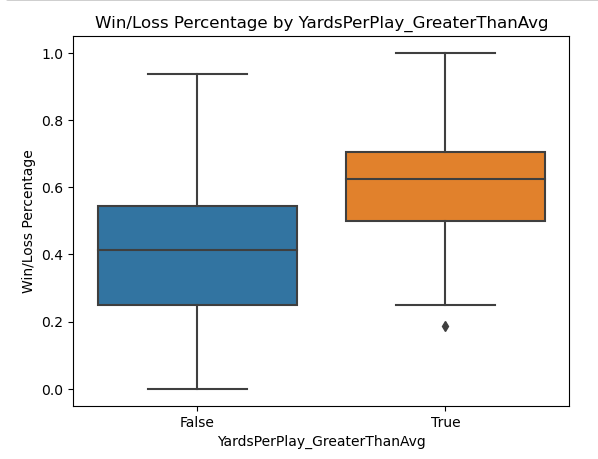 Win/Loss Percentage by YardsPerPlay_GreaterThanAvg
1.0
0.8
0.6
0.4
0.2
0.0
Win/Loss Percentage
False
True
YardsPerPlay_GreaterThanAvg